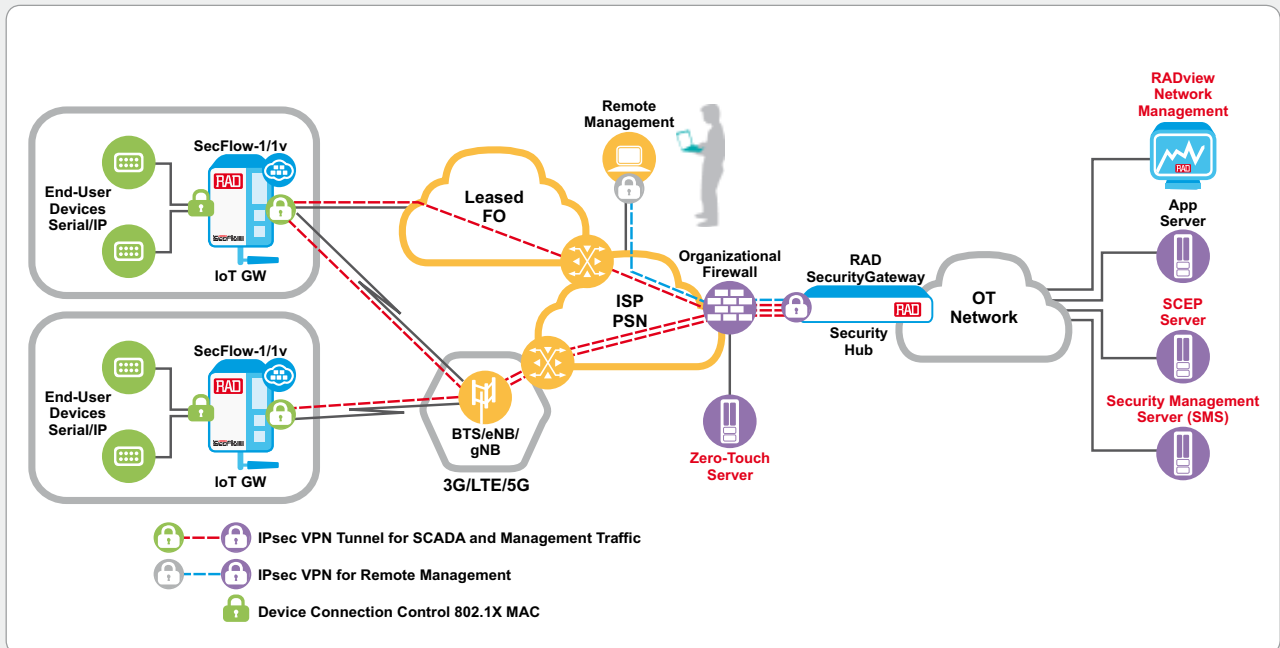 RADview
Network
Management
Remote
Management
SecFlow-1/1v
RAD
End-User
Devices
Serial/IP
IoT GW
Leased
FO
App
Server
Organizational
Firewall
RAD
SecurityGateway
RAD
Security
Hub
ISP
PSN
OT
Network
SCEP
Server
SecFlow-1/1v
RAD
End-User
Devices
Serial/IP
IoT GW
BTS/eNB/
gNB
3G/LTE/5G
Zero-Touch
Server
Security Management
Server (SMS)
RAD
IPsec VPN Tunnel for SCADA and Management Traffic
IPsec VPN for Remote Management
Device Connection Control 802.1X MAC